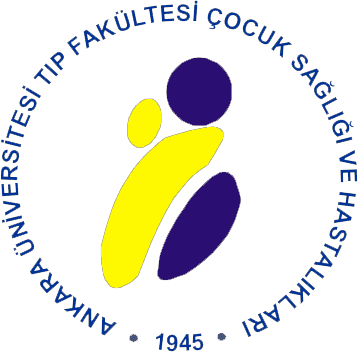 ANKARA ÜNİVERSİTESİ TIP FAKÜLTESİ ÇOCUK SAĞLIĞI VE HASTALIKLARI
• 1945 •